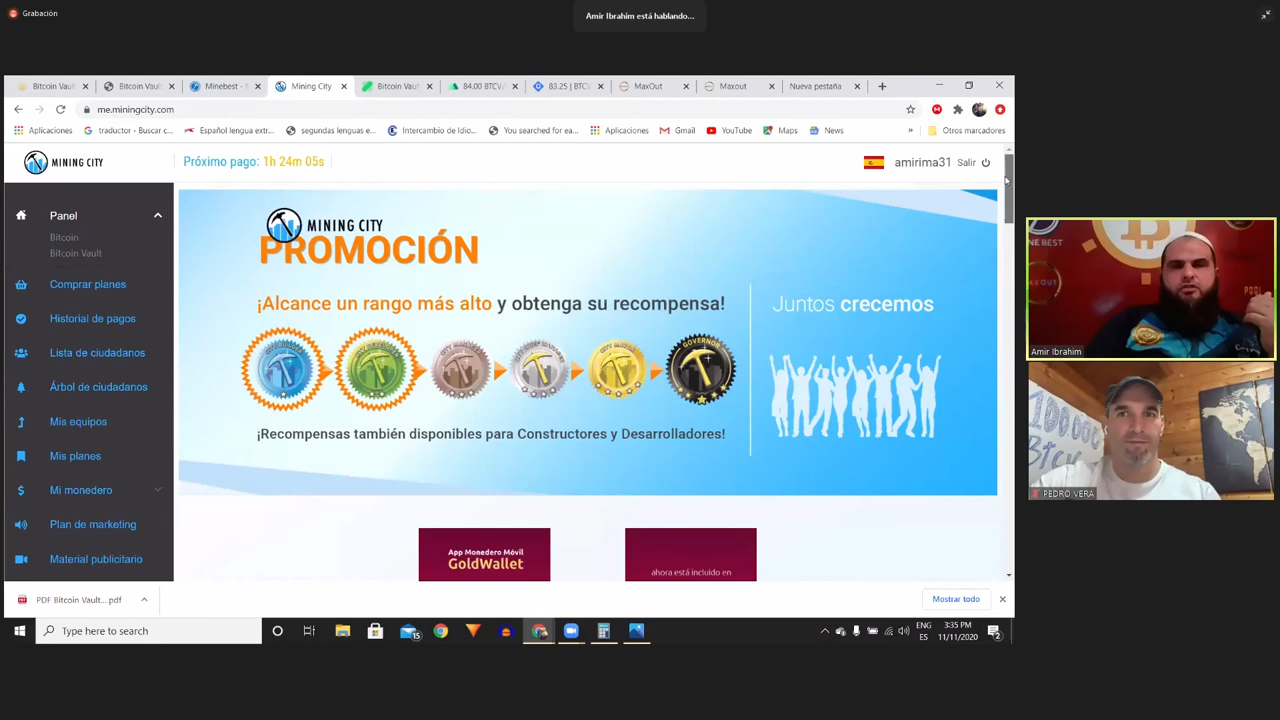 Grabación
Amir Ibrahim está hablando...
Bitcoin Vaul
Bitcoin Vaul
Minebest -
Mining City
Bitcoin Vaul
84.00 BTCV/
83.25 | BTC
MaxOut
Maxout
Nueva pestaña
me.miningcity.com
Aplicaciones
traductor - Buscar c...
Español lengua extr...
segundas lenguas e...
Intercambio de Idio...
You searched for ea...
Aplicaciones
Gmail
YouTube
Maps
News
»
Otros marcadores
MINING CITY
Próximo pago: 1h 24m 05s
amirima31
Salir
Panel
Bitcoin
Bitcoin Vault
Comprar planes
Historial de pagos
Lista de ciudadanos
Árbol de ciudadanos
Mis equipos
Mis planes
Mi monedero
Plan de marketing
Material publicitario
MINING CITY
PROMOCIÓN
¡Alcance un rango más alto y obtenga su recompensa!
GOVERNOR
¡Recompensas también disponibles para Constructores y Desarrolladores!
Juntos crecemos
App Monedero Móvil
GoldWallet
ahora está incluido en
NE BEST
Amir Ibrahim
PEDRO VERA
PDF Bitcoin Vault....pdf
Mostrar todo
Type here to search
15
ENG
ES
3:35 PM
11/11/2020
2